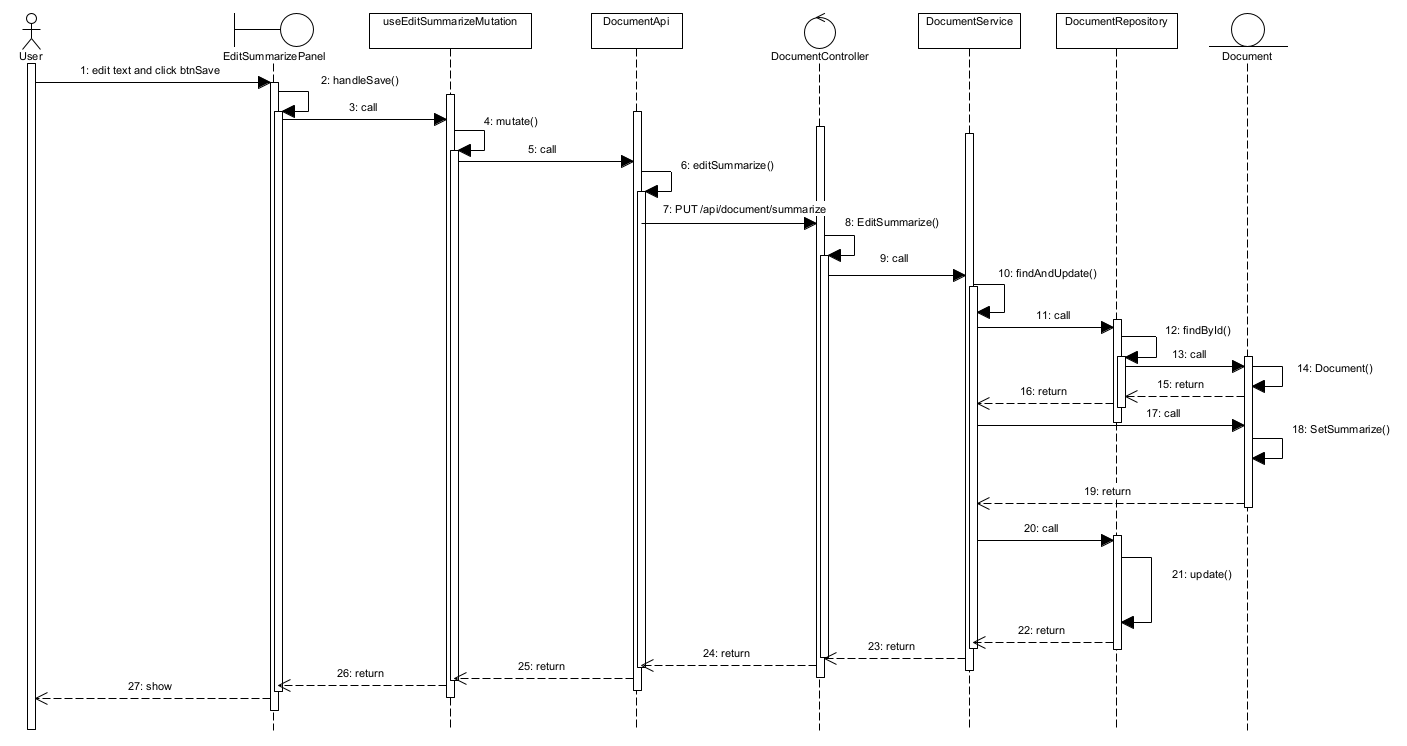 User
EditSummarizePanel
useEditSummarizeMutation
DocumentApi
DocumentController
DocumentService
DocumentRepository
Document
1: edit text and click btnSave
2: handleSave()
3: call
4: mutate()
5: call
6: editSummarize()
7: PUT /api/document/summarize
8: EditSummarize()
9: call
10: findAndUpdate()
11: call
12: findById()
13: call
14: Document()
15: return
16: return
17: call
18: SetSummarize()
19: return
20: call
21: update()
22: return
23: return
24: return
25: return
26: return
27: show